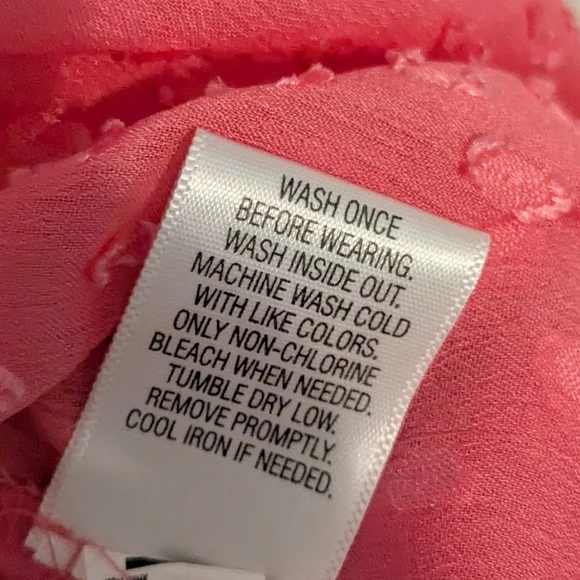 WASH ONCE
BEFORE WEARING.
WASH INSIDE OUT.
MACHINE WASH COLD
WITH LIKE COLORS.
ONLY NON-CHLORINE
BLEACH WHEN NEEDED.
TUMBLE DRY LOW.
REMOVE PROMPTLY.
COOL IRON IF NEEDED.